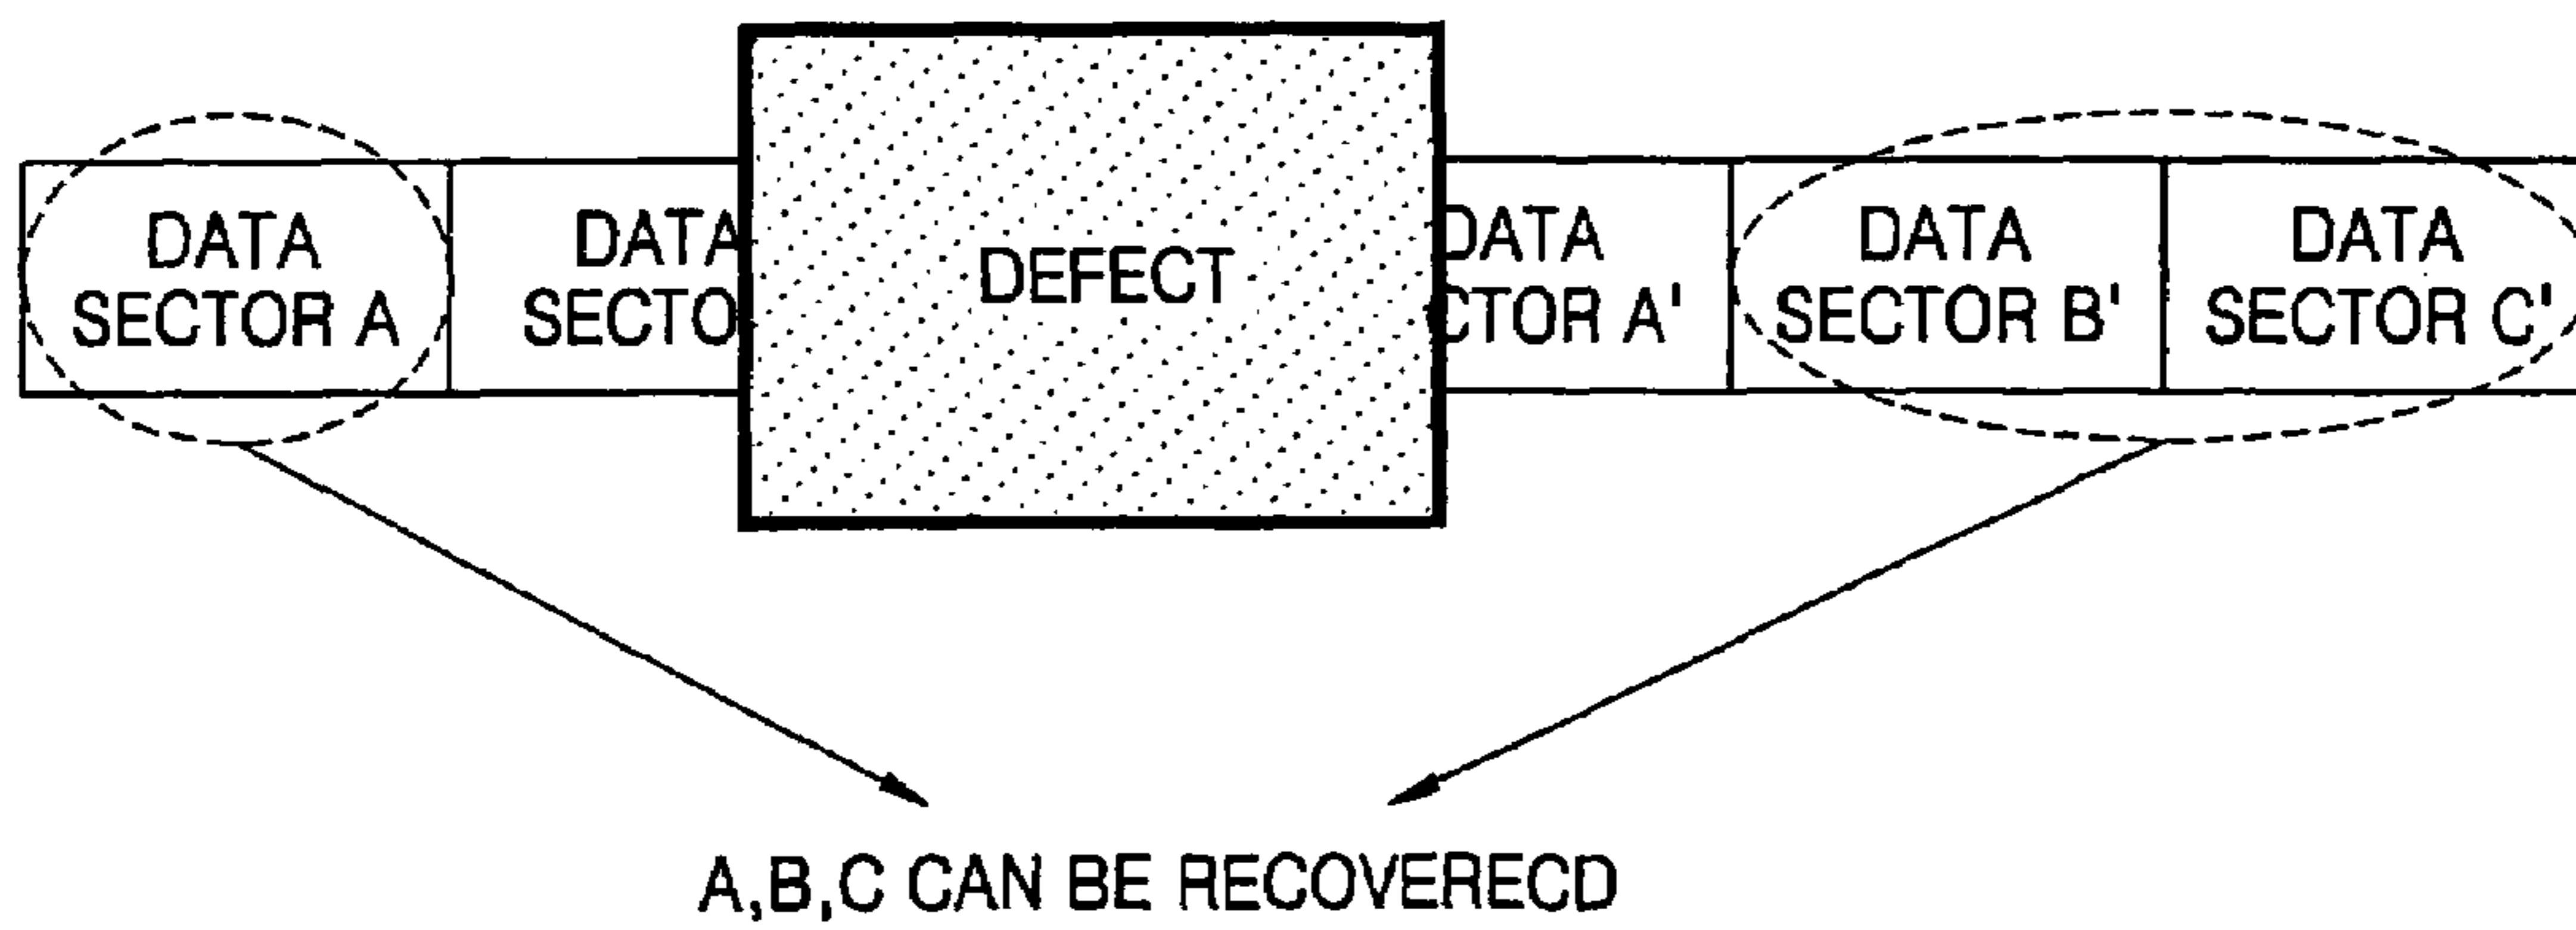 DATA
SECTOR A
DATA
SECTO
DEFECT
DATA
CTOR A'
DATA
SECTOR B'
DATA
SECTOR C'
A,B,C CAN BE RECOVERECD